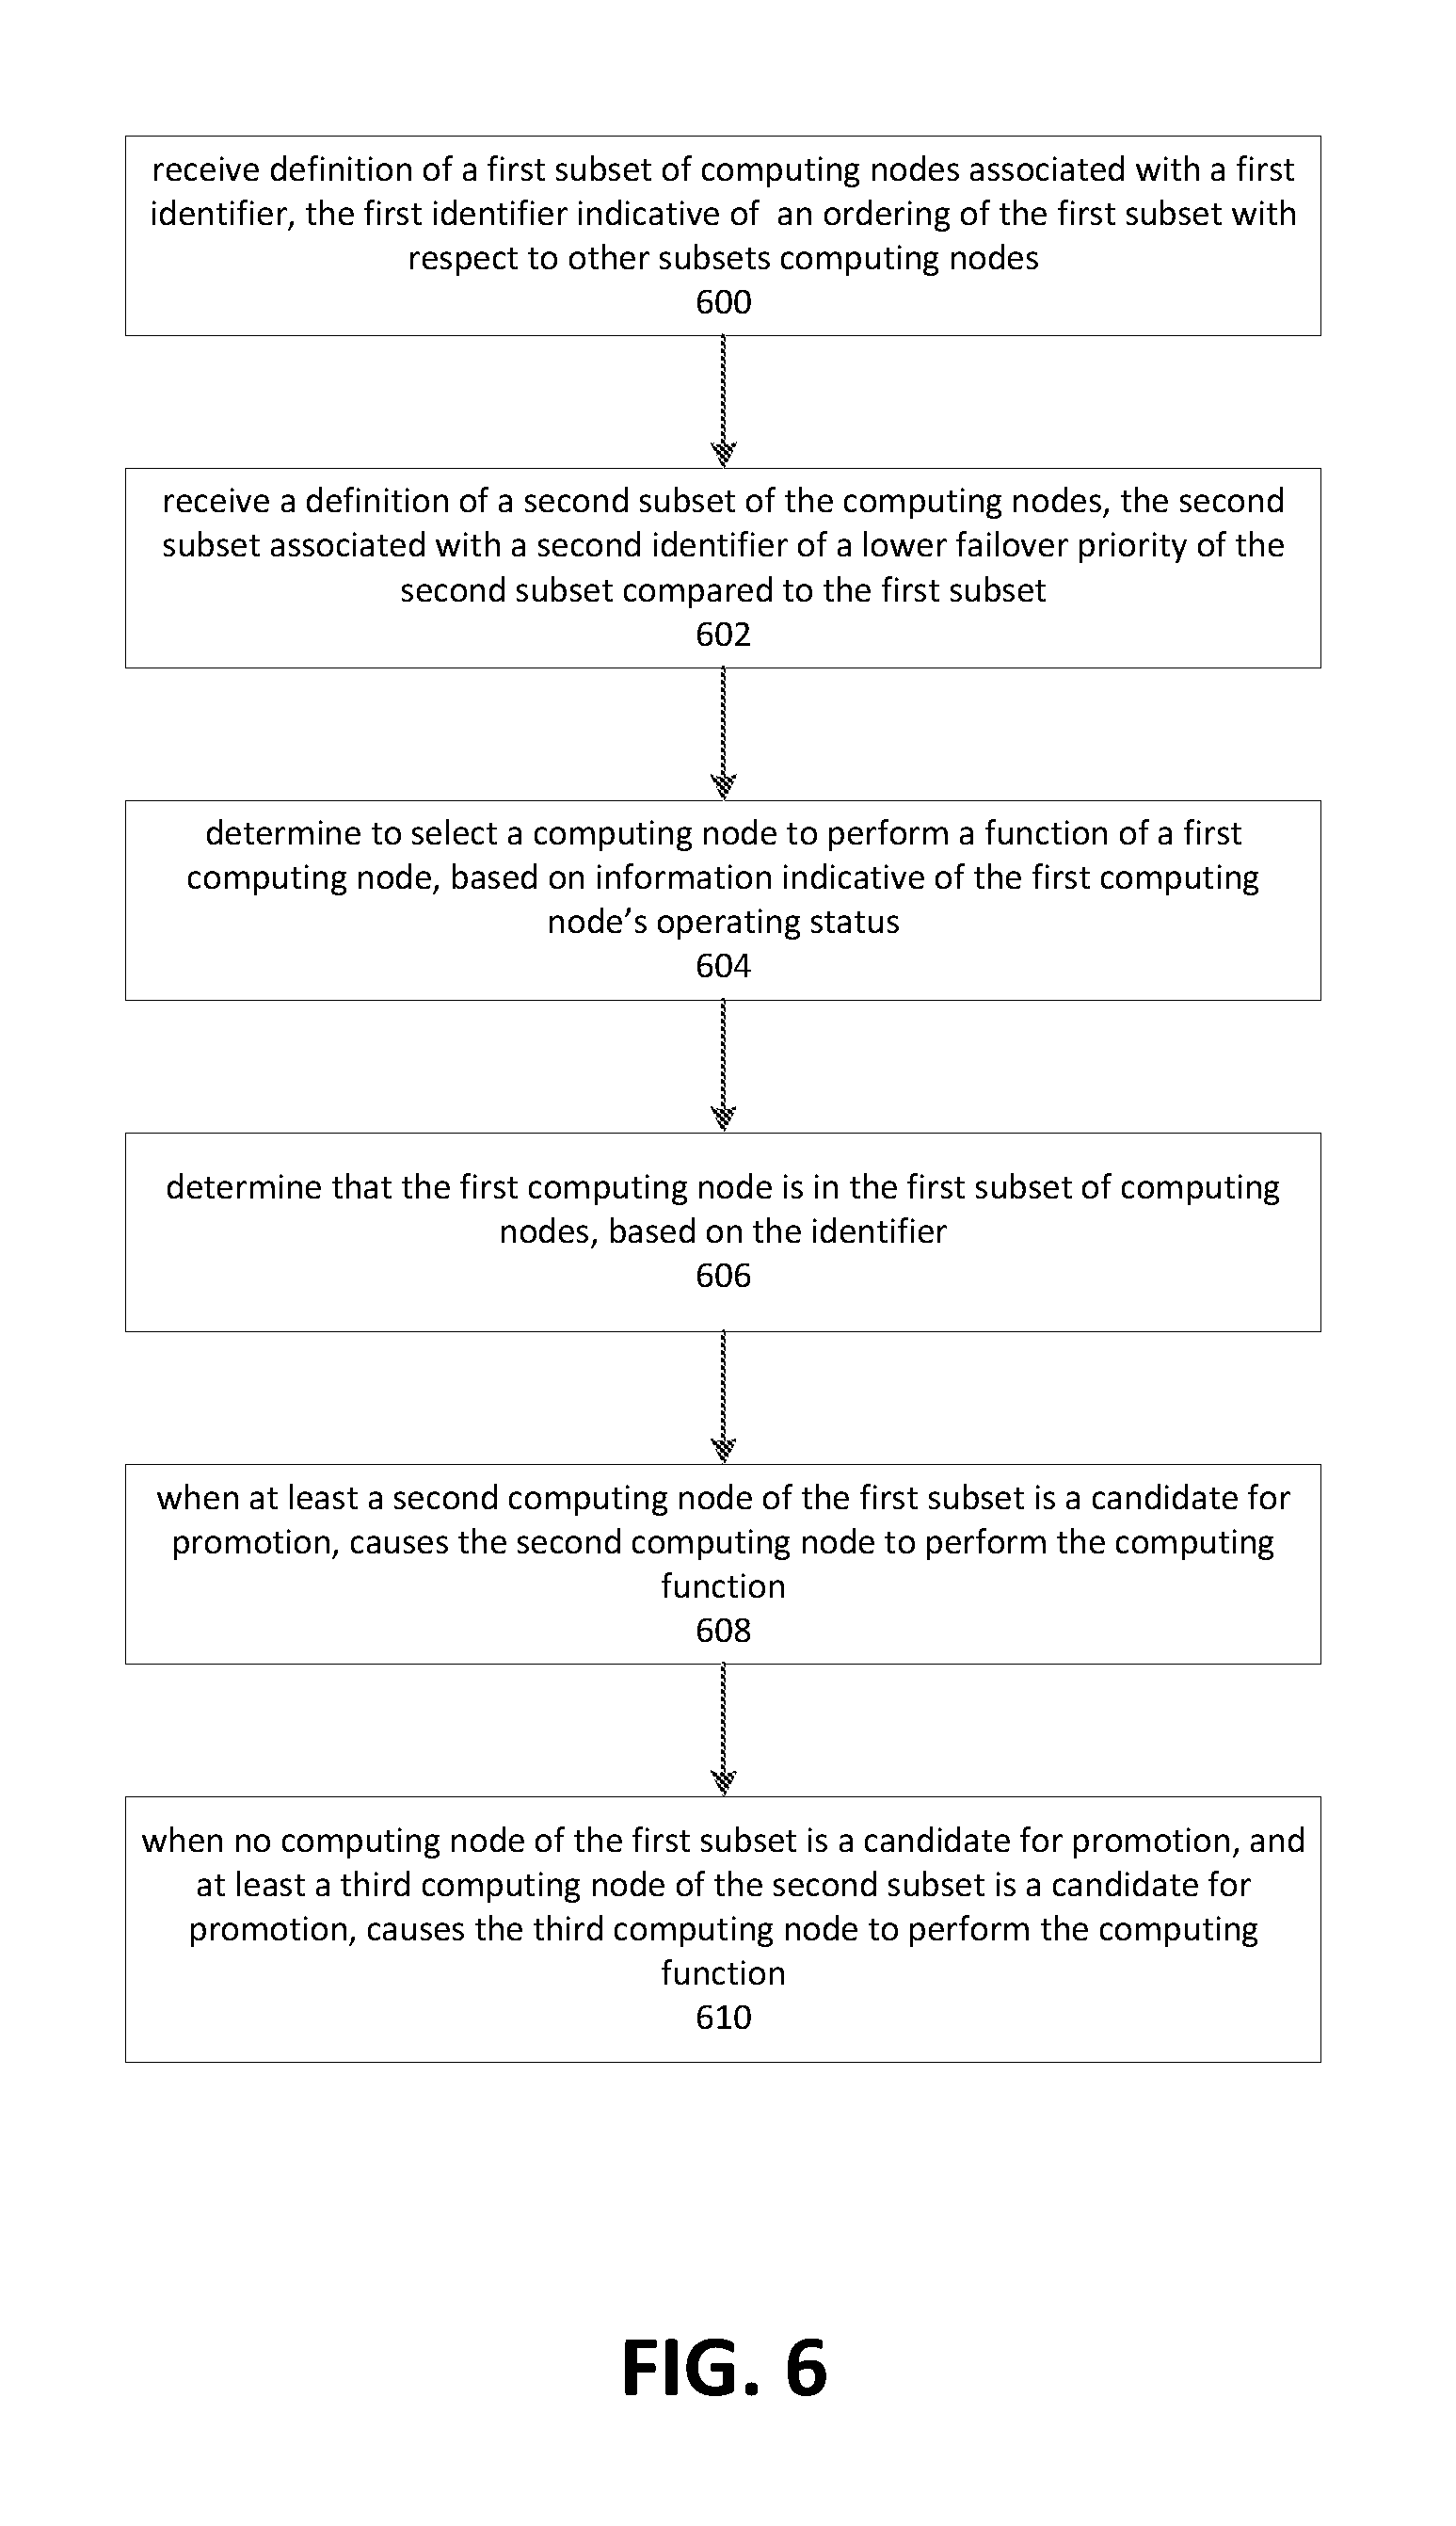 receive definition of a first subset of computing nodes associated with a first
identifier, the first identifier indicative of  an ordering of the first subset with
respect to other subsets computing nodes
600
receive a definition of a second subset of the computing nodes, the second
subset associated with a second identifier of a lower failover priority of the
second subset compared to the first subset
602
determine to select a computing node to perform a function of a first
computing node, based on information indicative of the first computing
node’s operating status
604
determine that the first computing node is in the first subset of computing
nodes, based on the identifier
606
when at least a second computing node of the first subset is a candidate for
promotion, causes the second computing node to perform the computing
function
608
when no computing node of the first subset is a candidate for promotion, and
at least a third computing node of the second subset is a candidate for
promotion, causes the third computing node to perform the computing
function
610
FIG. 6